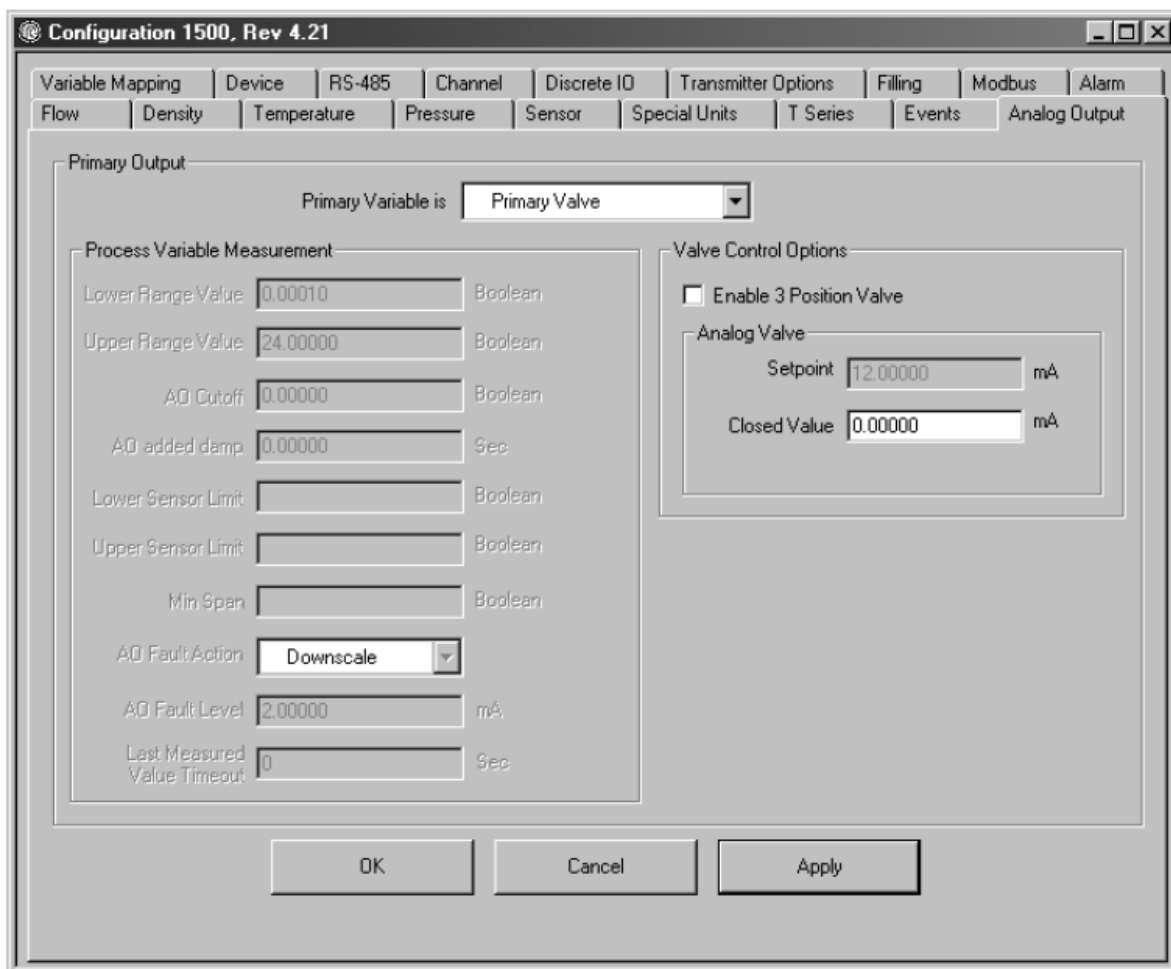 Configuration 1500, Rev 4.21
Variable Mapping Device RS-485 Channel Discrete IO Transmitter Options Filling Modbus Alarm
Flow Density Temperature Pressure Sensor Special Units T Series Events Analog Output
Primary Output
Primary Variable is Primary Valve
Process Variable Measurement
Lower Range Value 0.00010 Boolean
Upper Range Value 24.00000 Boolean
AO Cutoff 0.00000 Boolean
AO added damp 0.00000 Sec
Lower Sensor Limit Boolean
Upper Sensor Limit Boolean
Min Span Boolean
AO Fault Action Downscale
AO Fault Level 2.00000 mA
Last Measured
Value Timeout 0 Sec
Valve Control Options
Enable 3 Position Valve
Analog Valve
Setpoint 12.00000 mA
Closed Value 0.00000 mA
OK Cancel Apply